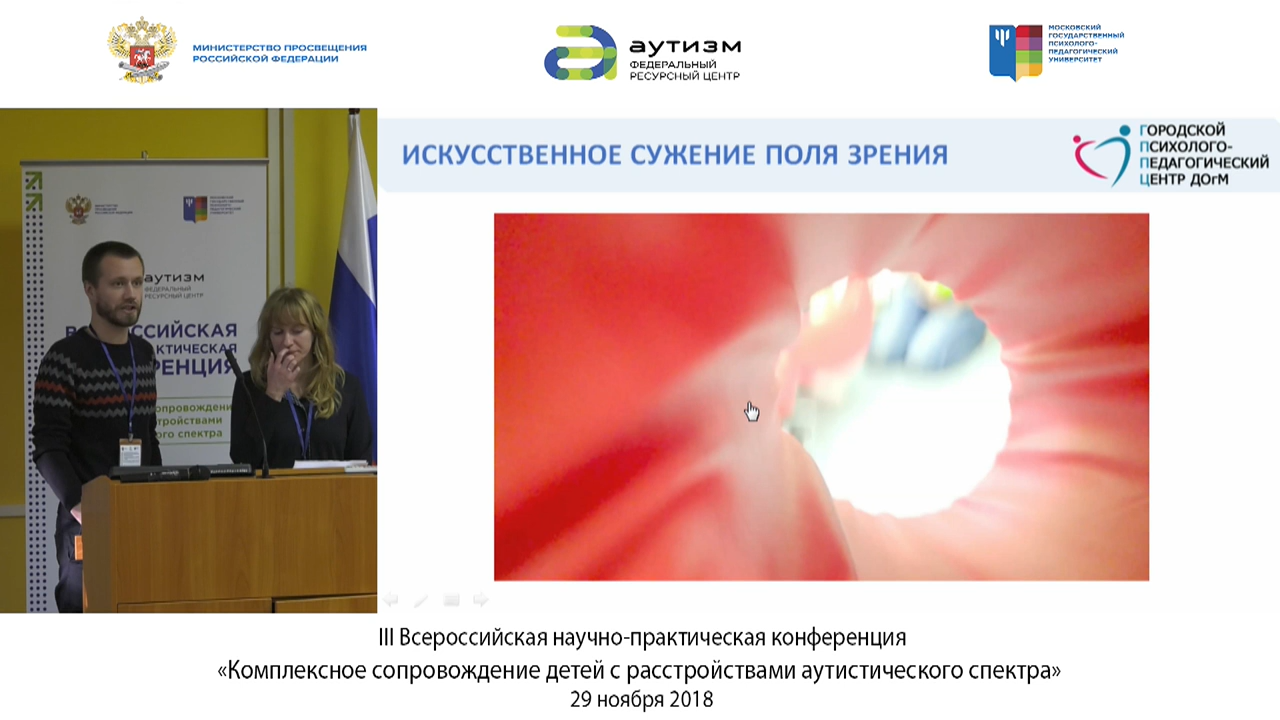 МИНИСТЕРСТВО ПРОСВЕЩЕНИЯ
РОССИЙСКОЙ ФЕДЕРАЦИИ
аутизм
ФЕДЕРАЛЬНЫЙ
РЕСУРСНЫЙ ЦЕНТР
МОСКОВСКИЙ
ГОСУДАРСТВЕННЫЙ
ПСИХОЛОГО-
ПЕДАГОГИЧЕСКИЙ
УНИВЕРСИТЕТ
ИСКУССТВЕННОЕ СУЖЕНИЕ ПОЛЯ ЗРЕНИЯ
ГОРОДСКОЙ
ПСИХОЛОГО-
ПЕДАГОГИЧЕСКИЙ
ЦЕНТР ДОгМ
аутизм
ФЕДЕРАЛЬНЫЙ
РЕСУРСНЫЙ ЦЕНТР
III Всероссийская научно-практическая конференция
«Комплексное сопровождение детей с расстройствами аутистического спектра»
29 ноября 2018